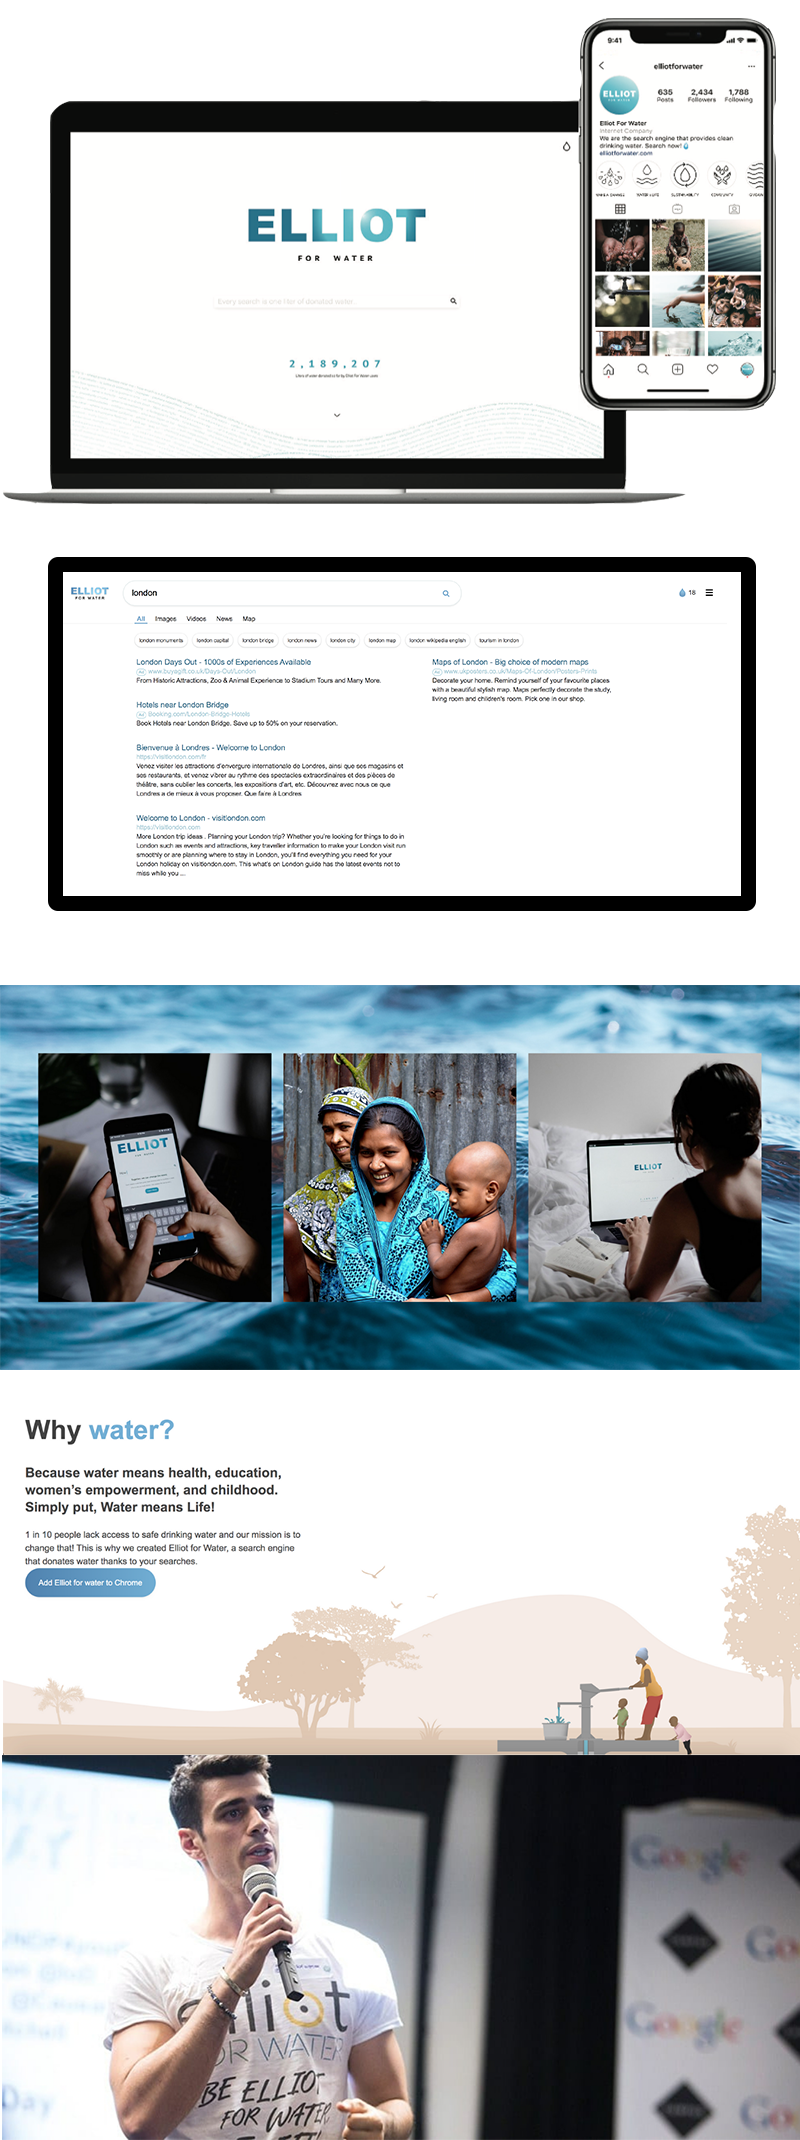 ELLIOT
FOR WATER
Every search is one liter of donated water.
2,189,207
9:41
elliotforwater
ELLIOT
635
2,434
1,788
Posts
Followers
Following
Elliot For Water
Internet Company
We are the search engine that provides clean
drinking water. Search now!
elliotforwater.com
SUSTAINABILITY
COMMUNITY
ELLIOT
FOR WATER
london
18
All Images Videos News Map
london monuments london capital london bridge london news london city london map london wikipedia english tourism in london
London Days Out - 1000s of Experiences Available
Ad www.buyagift.co.uk/Days-Out/London
From Historic Attractions, Zoo & Animal Experience to Stadium Tours and Many More.
Hotels near London Bridge
Ad Booking.com/London-Bridge-Hotels
Book Hotels near London Bridge. Save up to 50% on your reservation.
Bienvenue à Londres - Welcome to London
https://visitlondon.com/fr
Venez visiter les attractions d'envergure internationale de Londres, ainsi que ses magasins et
ses restaurants, et venez vibrer au rythme des spectacles extraordinaires et des pièces de
théâtre, sans oublier les concerts, les expositions d'art, etc. Découvrez avec nous ce que
Londres a de mieux à vous proposer. Que faire à Londres
Welcome to London - visitlondon.com
https://visitlondon.com
More London trip ideas . Planning your London trip? Whether you're looking for things to do in
London such as events and attractions, key traveller information to make your London visit run
smoothly or are planning where to stay in London, you'll find everything you need for your
London holiday on visitlondon.com. This what's on London guide has the latest events not to
miss while you ...
Maps of London - Big choice of modern maps
Ad www.ukposters.co.uk/Maps-Of-London/Posters-Prints
Decorate your home. Remind yourself of your favourite places
with a beautiful stylish map. Maps perfectly decorate the study,
living room and children's room. Pick one in our shop.
ELLIOT
ELLIOT
Why water?
Because water means health, education,
women's empowerment, and childhood.
Simply put, Water means Life!
1 in 10 people lack access to safe drinking water and our mission is to
change that! This is why we created Elliot for Water, a search engine
that donates water thanks to your searches.
Add Elliot for water to Chrome
Google
Go
Google
Go
Day
elliot
FOR WATER
BE ELLIOT
FOR WATER